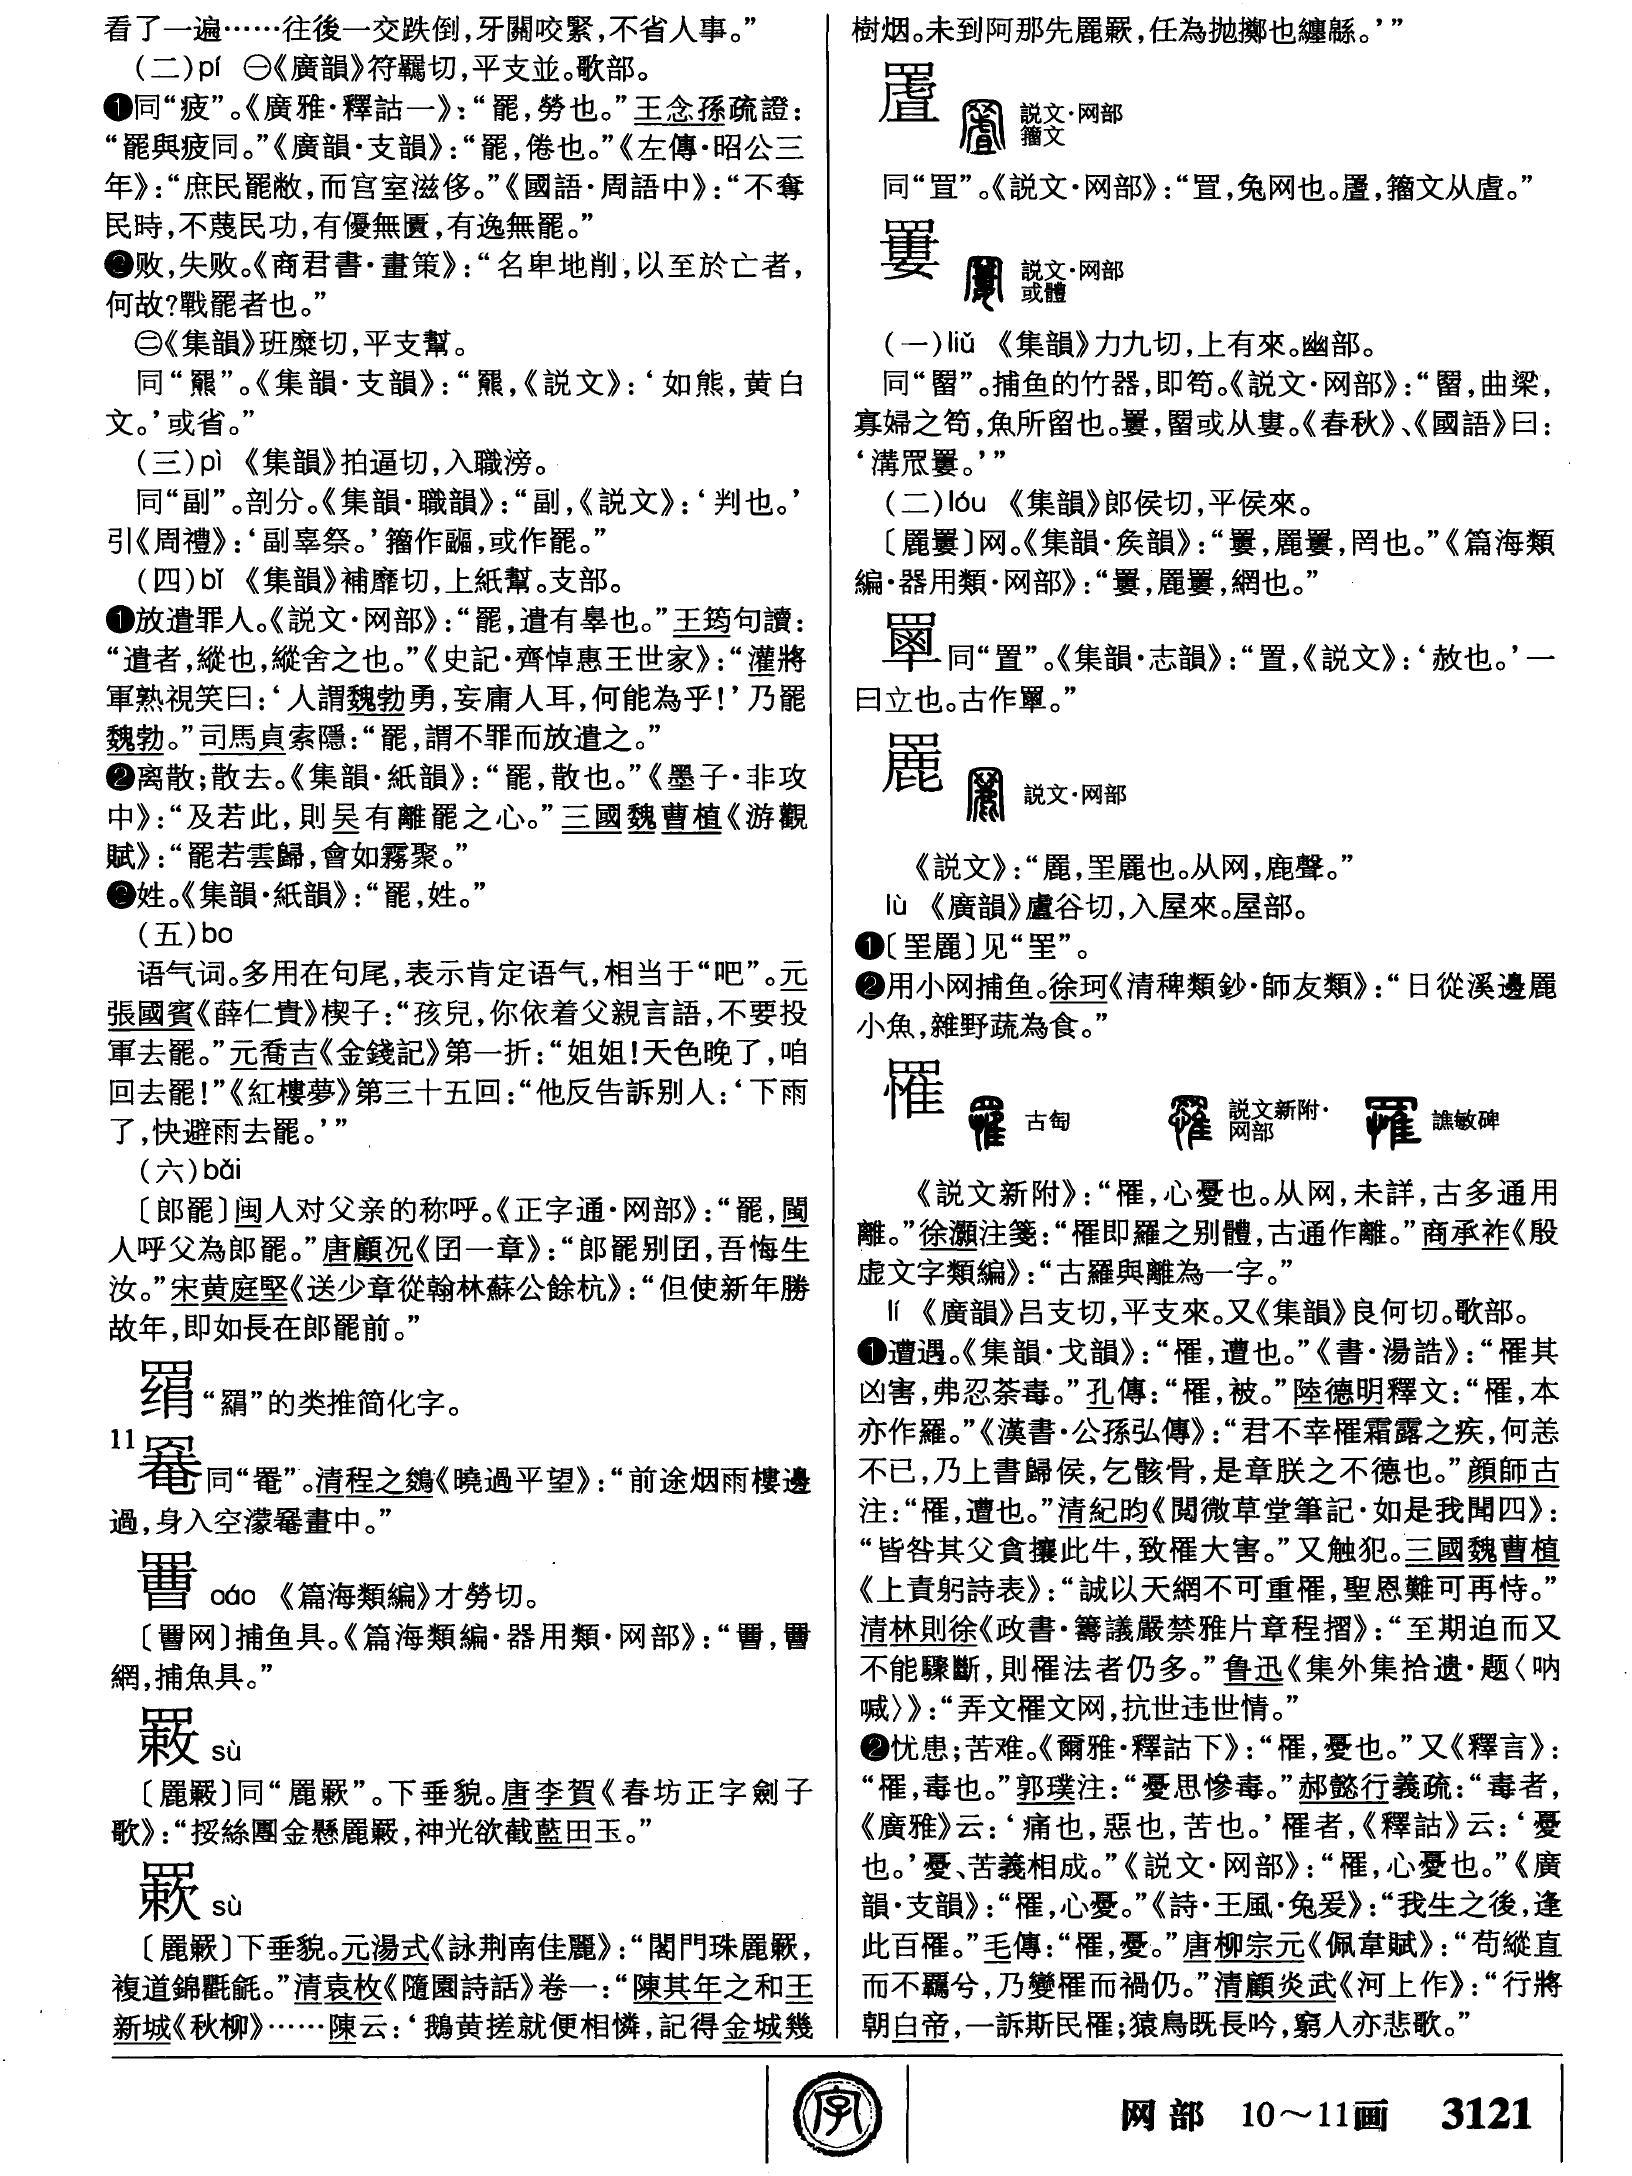 看了一遍……往後一交跌倒,牙關咬緊,不省人事。”
(二)pí ㊀《廣韻》符羈切,平支並。歌部。
❶同“疲”。《廣雅·釋詁一》:“罷,勞也。”王念孫疏證:
“罷與疲同。”《廣韻·支韻》:“罷,倦也。”《左傳·昭公三
年》:“庶民罷敝,而宫室滋侈。”《國語·周語中》:“不奪
民時,不蔑民功,有優無匱,有逸無罷。”
❷败,失败。《商君書·畫策》:“名卑地削,以至於亡者,
何故?戰罷者也。”
㊁《集韻》班糜切,平支幫。
同“羆”。《集韻·支韻》:“羆,《説文》:‘如熊,黄白
文。’或省。”
(三)pì 《集韻》拍逼切,入職滂。
同“副”。剖分。《集韻·職韻》:“副,《説文》:‘判也。’
引《周禮》:‘副辜祭。’籀作疈,或作罷。”
(四)bǐ 《集韻》補靡切,上紙幫。支部。
❶放遣罪人。《説文·网部》:“罷,遣有辠也。”王筠句讀:
“遣者,縱也,縱舍之也。”《史記·齊悼惠王世家》:“灌將
軍熟視笑曰:‘人謂魏勃勇,妄庸人耳,何能為乎!’乃罷
魏勃。”司馬貞索隱:“罷,謂不罪而放遣之。”
❷离散;散去。《集韻·紙韻》:“罷,散也。”《墨子·非攻
中》:“及若此,則吴有離罷之心。”三國魏曹植《游觀
賦》:“罷若雲歸,會如霧聚。”
❸姓。《集韻·紙韻》:“罷,姓。”
(五)bɑ
语气词。多用在句尾,表示肯定语气,相当于“吧”。元
張國賓《薛仁貴》楔子:“孩兒,你依着父親言語,不要投
軍去罷。”元喬吉《金錢記》第一折:“姐姐!天色晚了,咱
回去罷!”《紅樓夢》第三十五回:“他反告訴别人:‘下雨
了,快避雨去罷。’”
(六)bǎi
〔郎罷〕闽人对父亲的称呼。《正字通·网部》:“罷,閩
人呼父為郎罷。”唐顧况《囝一章》:“郎罷别囝,吾悔生
汝。”宋黄庭堅《送少章從翰林蘇公餘杭》:“但使新年勝
故年,即如長在郎罷前。”
“羂”的类推简化字。
11
同“罨”。清程之鵕《曉過平望》:“前途烟雨樓邊
過,身入空濛罨畫中。”
罾 cáo 《篇海類編》才勞切。
〔䍜网〕捕鱼具。《篇海類編·器用類·网部》:“䍜,䍜
網,捕魚具。”
sù
〔麗𦌉〕同“麗𦌊”。下垂貌。唐李賀《春坊正字劍子
歌》:“挼絲團金懸麗𦌉,神光欲截藍田玉。”
sù
〔麗𦌊〕下垂貌。元湯式《詠荆南佳麗》:“閣門珠麗𦌊,
複道錦氍毹。”清袁枚《隨園詩話》卷一:“陳其年之和王
新城《秋柳》……陳云:‘鵝黄搓就便相憐,記得金城幾
樹烟。未到阿那先麗𦌊,任為抛擲也纏緜。’”
説文·网部
籀文
同“罝”。《説文·网部》:“罝,兔网也。𦋽,籀文从虘。”
䍣
説文·网部
或體
(一)liǔ 《集韻》力九切,上有來。幽部。
同“罶”。捕鱼的竹器,即笱。《説文·网部》:“罶,曲梁,
寡婦之笱,魚所留也。䍣,罶或从婁。《春秋》、《國語》曰:
‘溝罛䍣。’”
(二)lóu 《集韻》郎侯切,平侯來。
〔麗䍣〕网。《集韻·矦韻》:“䍣,麗䍣,罔也。”《篇海類
編·器用類·网部》:“䍣,麗䍣,網也。”
同“置”。《集韻·志韻》:“置,《説文》:‘赦也。’一
曰立也。古作罼。”
罻
説文·网部
《説文》:“䍡,罜䍡也。从网,鹿聲。”
lù 《廣韻》盧谷切,入屋來。屋部。
❶〔罜䍡〕见“罜”。
❷用小网捕鱼。徐珂《清稗類鈔·師友類》:“日從溪邊䍡
小魚,雜野蔬為食。”
罹
古匋
説文新附·
网部
譙敏碑
《説文新附》:“罹,心憂也。从网,未詳,古多通用
離。”徐灝注箋:“罹即羅之别體,古通作離。”商承祚《殷
虚文字類編》:“古羅與離為一字。”
lí 《廣韻》吕支切,平支來。又《集韻》良何切。歌部。
❶遭遇。《集韻·戈韻》:“罹,遭也。”《書·湯誥》:“罹其
凶害,弗忍荼毒。”孔傳:“罹,被。”陸德明釋文:“罹,本
亦作羅。”《漢書·公孫弘傳》:“君不幸罹霜露之疾,何恙
不已,乃上書歸侯,乞骸骨,是章朕之不德也。”顔師古
注:“罹,遭也。”清紀昀《閲微草堂筆記·如是我聞四》:
“皆咎其父貪攘此牛,致罹大害。”又触犯。三國魏曹植
《上責躬詩表》:“誠以天網不可重罹,聖恩難可再恃。”
清林則徐《政書·籌議嚴禁雅片章程摺》:“至期迫而又
不能驟斷,則罹法者仍多。”鲁迅《集外集拾遗·题〈呐
喊〉》:“弄文罹文网,抗世违世情。”
❷忧患;苦难。《爾雅·釋詁下》:“罹,憂也。”又《釋言》:
“罹,毒也。”郭璞注:“憂思慘毒。”郝懿行義疏:“毒者,
《廣雅》云:‘痛也,惡也,苦也。’罹者,《釋詁》云:‘憂
也。’憂、苦義相成。”《説文·网部》:“罹,心憂也。”《廣
韻·支韻》:“罹,心憂。”《詩·王風·兔爰》:“我生之後,逢
此百罹。”毛傳:“罹,憂。”唐柳宗元《佩韋賦》:“苟縱直
而不羈兮,乃變罹而禍仍。”清顧炎武《河上作》:“行將
朝白帝,一訴斯民罹;猿鳥既長吟,窮人亦悲歌。”
字
网部 10～11画 3121